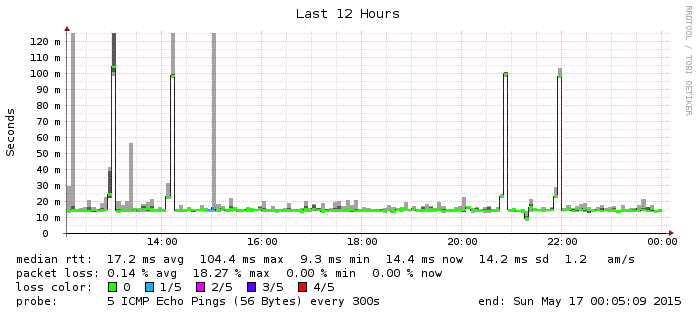 Last 12 Hours
RRDTOOL / TOBI OETIKER
Seconds
120 m
110 m
100 m
90 m
80 m
70 m
60 m
50 m
40 m
30 m
20 m
10 m
0
14:00 16:00 18:00 20:00 22:00 00:00
median rtt: 17.2 ms avg 104.4 ms max 9.3 ms min 14.4 ms now 14.2 ms sd 1.2 am/s
packet loss: 0.14 % avg 18.27 % max 0.00 % min 0.00 % now
loss color: 0 1/5 2/5 3/5 4/5
probe: 5 ICMP Echo Pings (56 Bytes) every 300s end: Sun May 17 00:05:09 2015